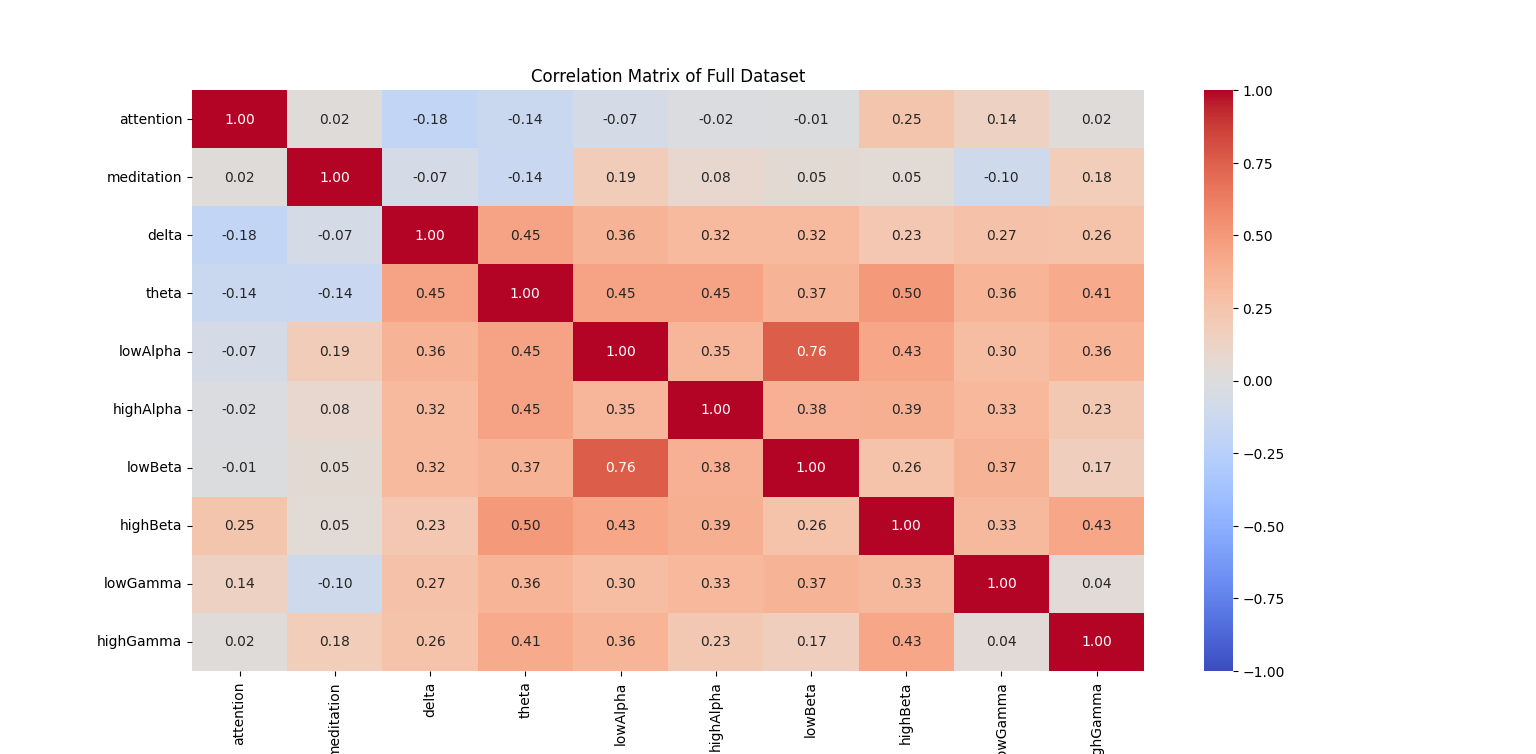 Correlation Matrix of Full Dataset
attention 1.00 0.02 -0.18 -0.14 -0.07 -0.02 -0.01 0.25 0.14 0.02
meditation 0.02 1.00 -0.07 -0.14 0.19 0.08 0.05 0.05 -0.10 0.18
delta -0.18 -0.07 1.00 0.45 0.36 0.32 0.32 0.23 0.27 0.26
theta -0.14 -0.14 0.45 1.00 0.45 0.45 0.37 0.50 0.36 0.41
lowAlpha -0.07 0.19 0.36 0.45 1.00 0.35 0.76 0.43 0.30 0.36
highAlpha -0.02 0.08 0.32 0.45 0.35 1.00 0.38 0.39 0.33 0.23
lowBeta -0.01 0.05 0.32 0.37 0.76 0.38 1.00 0.26 0.37 0.17
highBeta 0.25 0.05 0.23 0.50 0.43 0.39 0.26 1.00 0.33 0.43
lowGamma 0.14 -0.10 0.27 0.36 0.30 0.33 0.37 0.33 1.00 0.04
highGamma 0.02 0.18 0.26 0.41 0.36 0.23 0.17 0.43 0.04 1.00
attention
meditation
delta
theta
lowAlpha
highAlpha
lowBeta
highBeta
owGamma
ghGamma
1.00
0.75
0.50
0.25
0.00
−0.25
−0.50
−0.75
−1.00